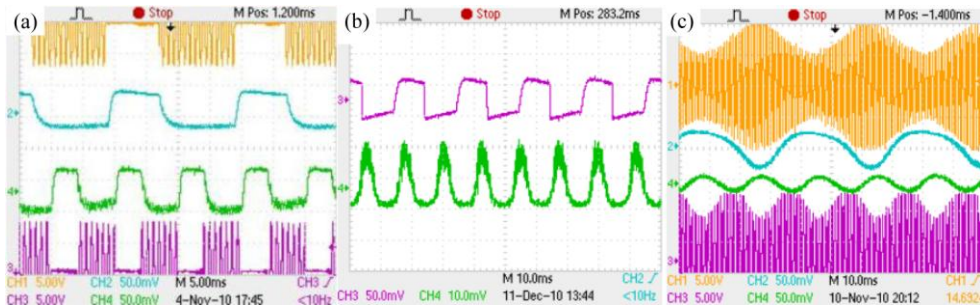 (a) Stop M Pos: 1.200ms
2
4
3
CH1 5.00V CH2 50.0mV M 5.00ms CH3
CH3 5.00V CH4 50.0mV 4-Nov-10 17:45 <10Hz
(b) Stop M Pos: 283.2ms
3
4
M 10.0ms CH2
CH3 50.0mV CH4 10.0mV 11-Dec-10 13:44 <10Hz
(c) Stop M Pos: -1.400ms
1
2
4
3
CH1 5.00V CH2 50.0mV M 10.0ms CH1
CH3 5.00V CH4 50.0mV 10-Nov-10 20:12